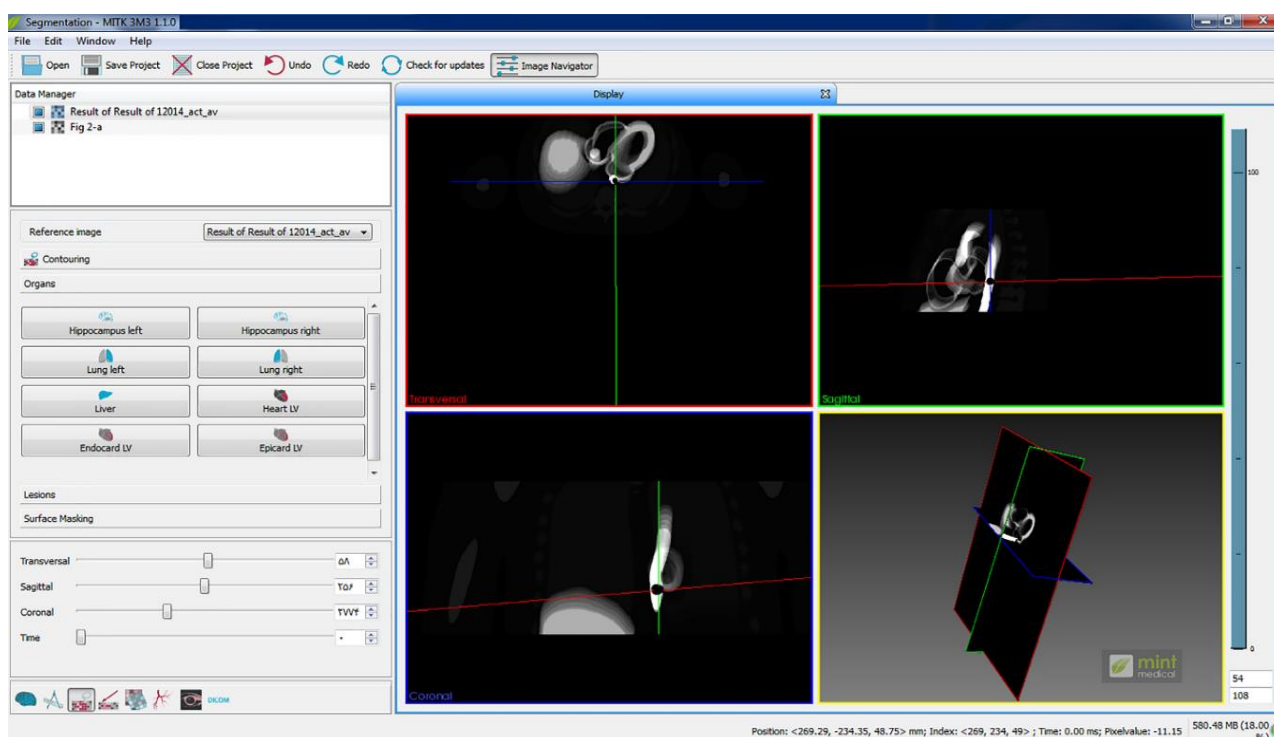 Segmentation - MITK 3M3 1.1.0
File Edit Window Help
Open Save Project Close Project Undo Redo Check for updates Image Navigator
Data Manager
Result of Result of 12014_act_av
Fig 2-a
Reference image Result of Result of 12014_act_av
Contouring
Organs
Hippocampus left Hippocampus right
Lung left Lung right
Liver Heart LV
Endocard LV Epicard LV
Lesions
Surface Masking
Transversal ۵۸
Sagittal ۲۵۶
Coronal ۲۷۷۴
Time ۰
DICOM
Display
Transversal
Sagittal
Coronal
mint
medical
100
0
54
108
Position: <269.29, -234.35, 48.75> mm; Index: <269, 234, 49> ; Time: 0.00 ms; Pixelvalue: -11.15
580.48 MB (18.00
%)